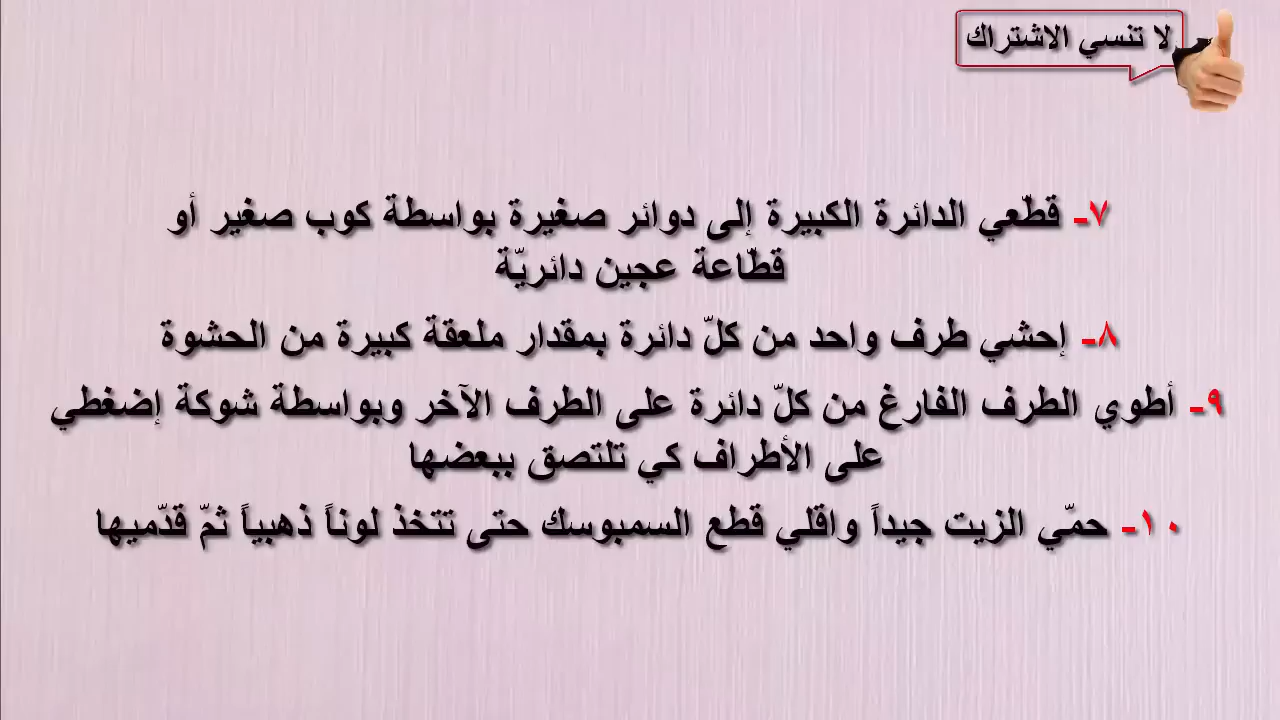 لا تنسي الاشتراك
٧- قطّعي الدائرة الكبيرة إلى دوائر صغيرة بواسطة كوب صغير أو
قطّاعة عجين دائريّة
٨- إحشي طرف واحد من كلّ دائرة بمقدار ملعقة كبيرة من الحشوة
٩- أطوي الطرف الفارغ من كلّ دائرة على الطرف الآخر وبواسطة شوكة إضغطي
على الأطراف كي تلتصق ببعضها
١٠- حمّي الزيت جيداً واقلي قطع السمبوسك حتى تتخذ لوناً ذهبياً ثمّ قدّميها